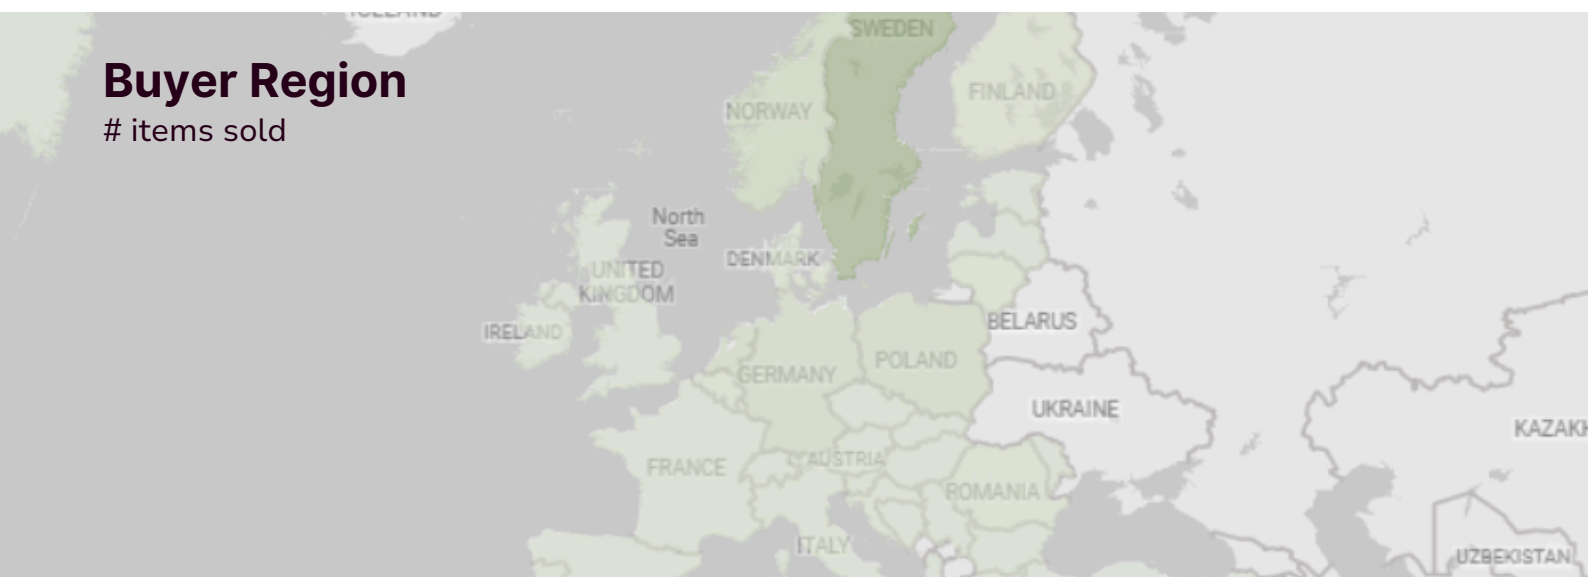 ICELAND
Buyer Region
# items sold
SWEDEN
FINLAND
NORWAY
North
Sea
DENMARK
UNITED
KINGDOM
IRELAND
BELARUS
POLAND
GERMANY
UKRAINE
KAZAKH
FRANCE
AUSTRIA
ROMANIA
ITALY
UZBEKISTAN